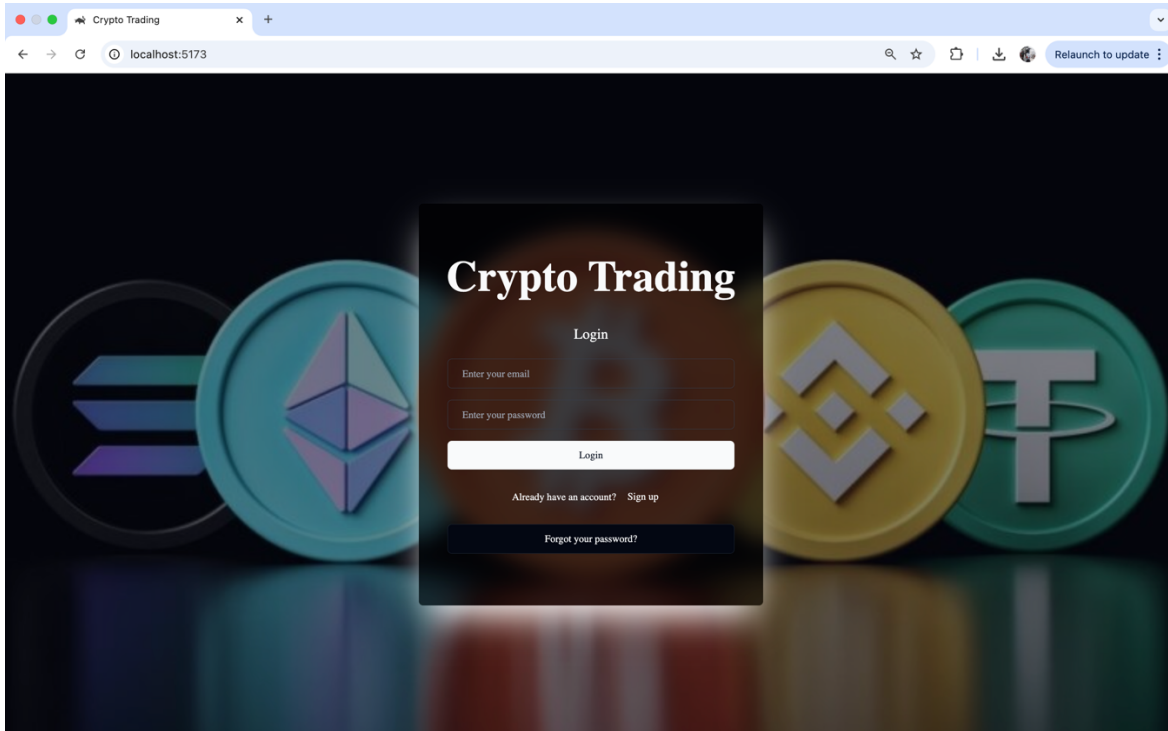 Crypto Trading
localhost:5173
Relaunch to update
Crypto Trading
Login
Enter your email
Enter your password
Login
Already have an account? Sign up
Forgot your password?